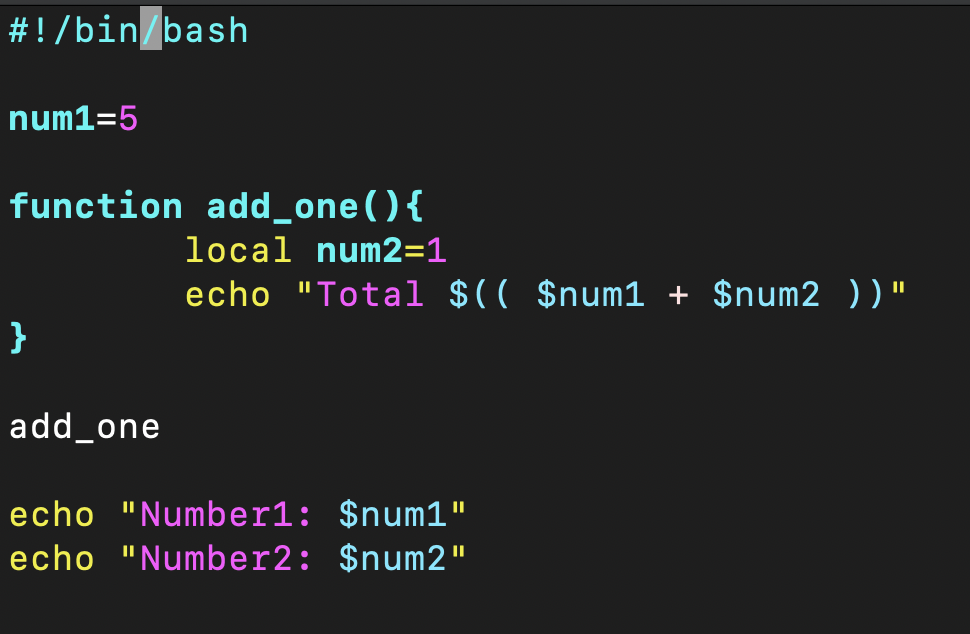 #!/bin/bash
num1=5
function add_one(){
local num2=1
echo "Total $(( $num1 + $num2 ))"
}
add_one
echo "Number1: $num1"
echo "Number2: $num2"